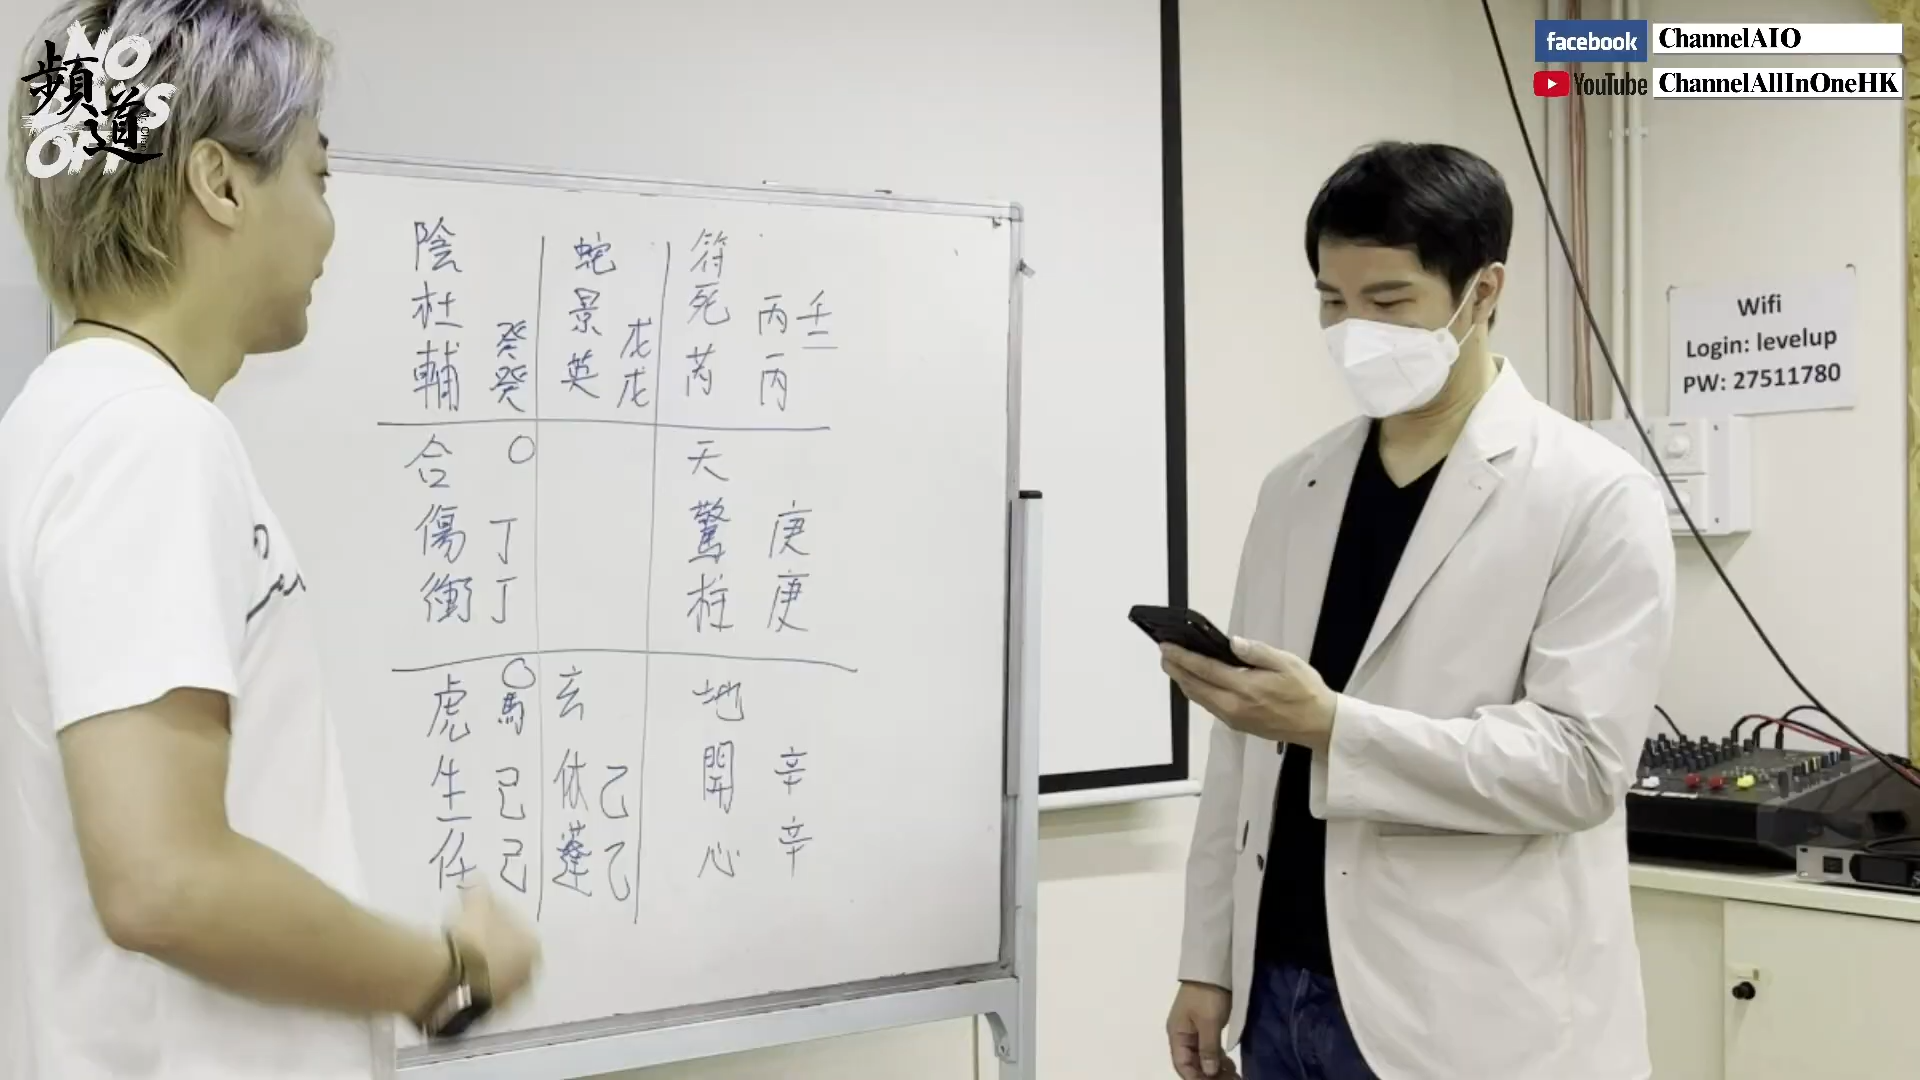 NO
頻道
OFF
facebook ChannelAIO
YouTube ChannelAllInOneHK
陰
杜 癸
輔 癸
蛇
景 戊
英 戊
符
死 丙 壬
芮 丙
合 O
傷 丁
衝 丁
天
驚 庚
柱 庚
虎 O馬
生 己
任 己
玄
休 乙
蓬 乙
地
開 辛
心 辛
Wifi
Login: levelup
PW: 27511780